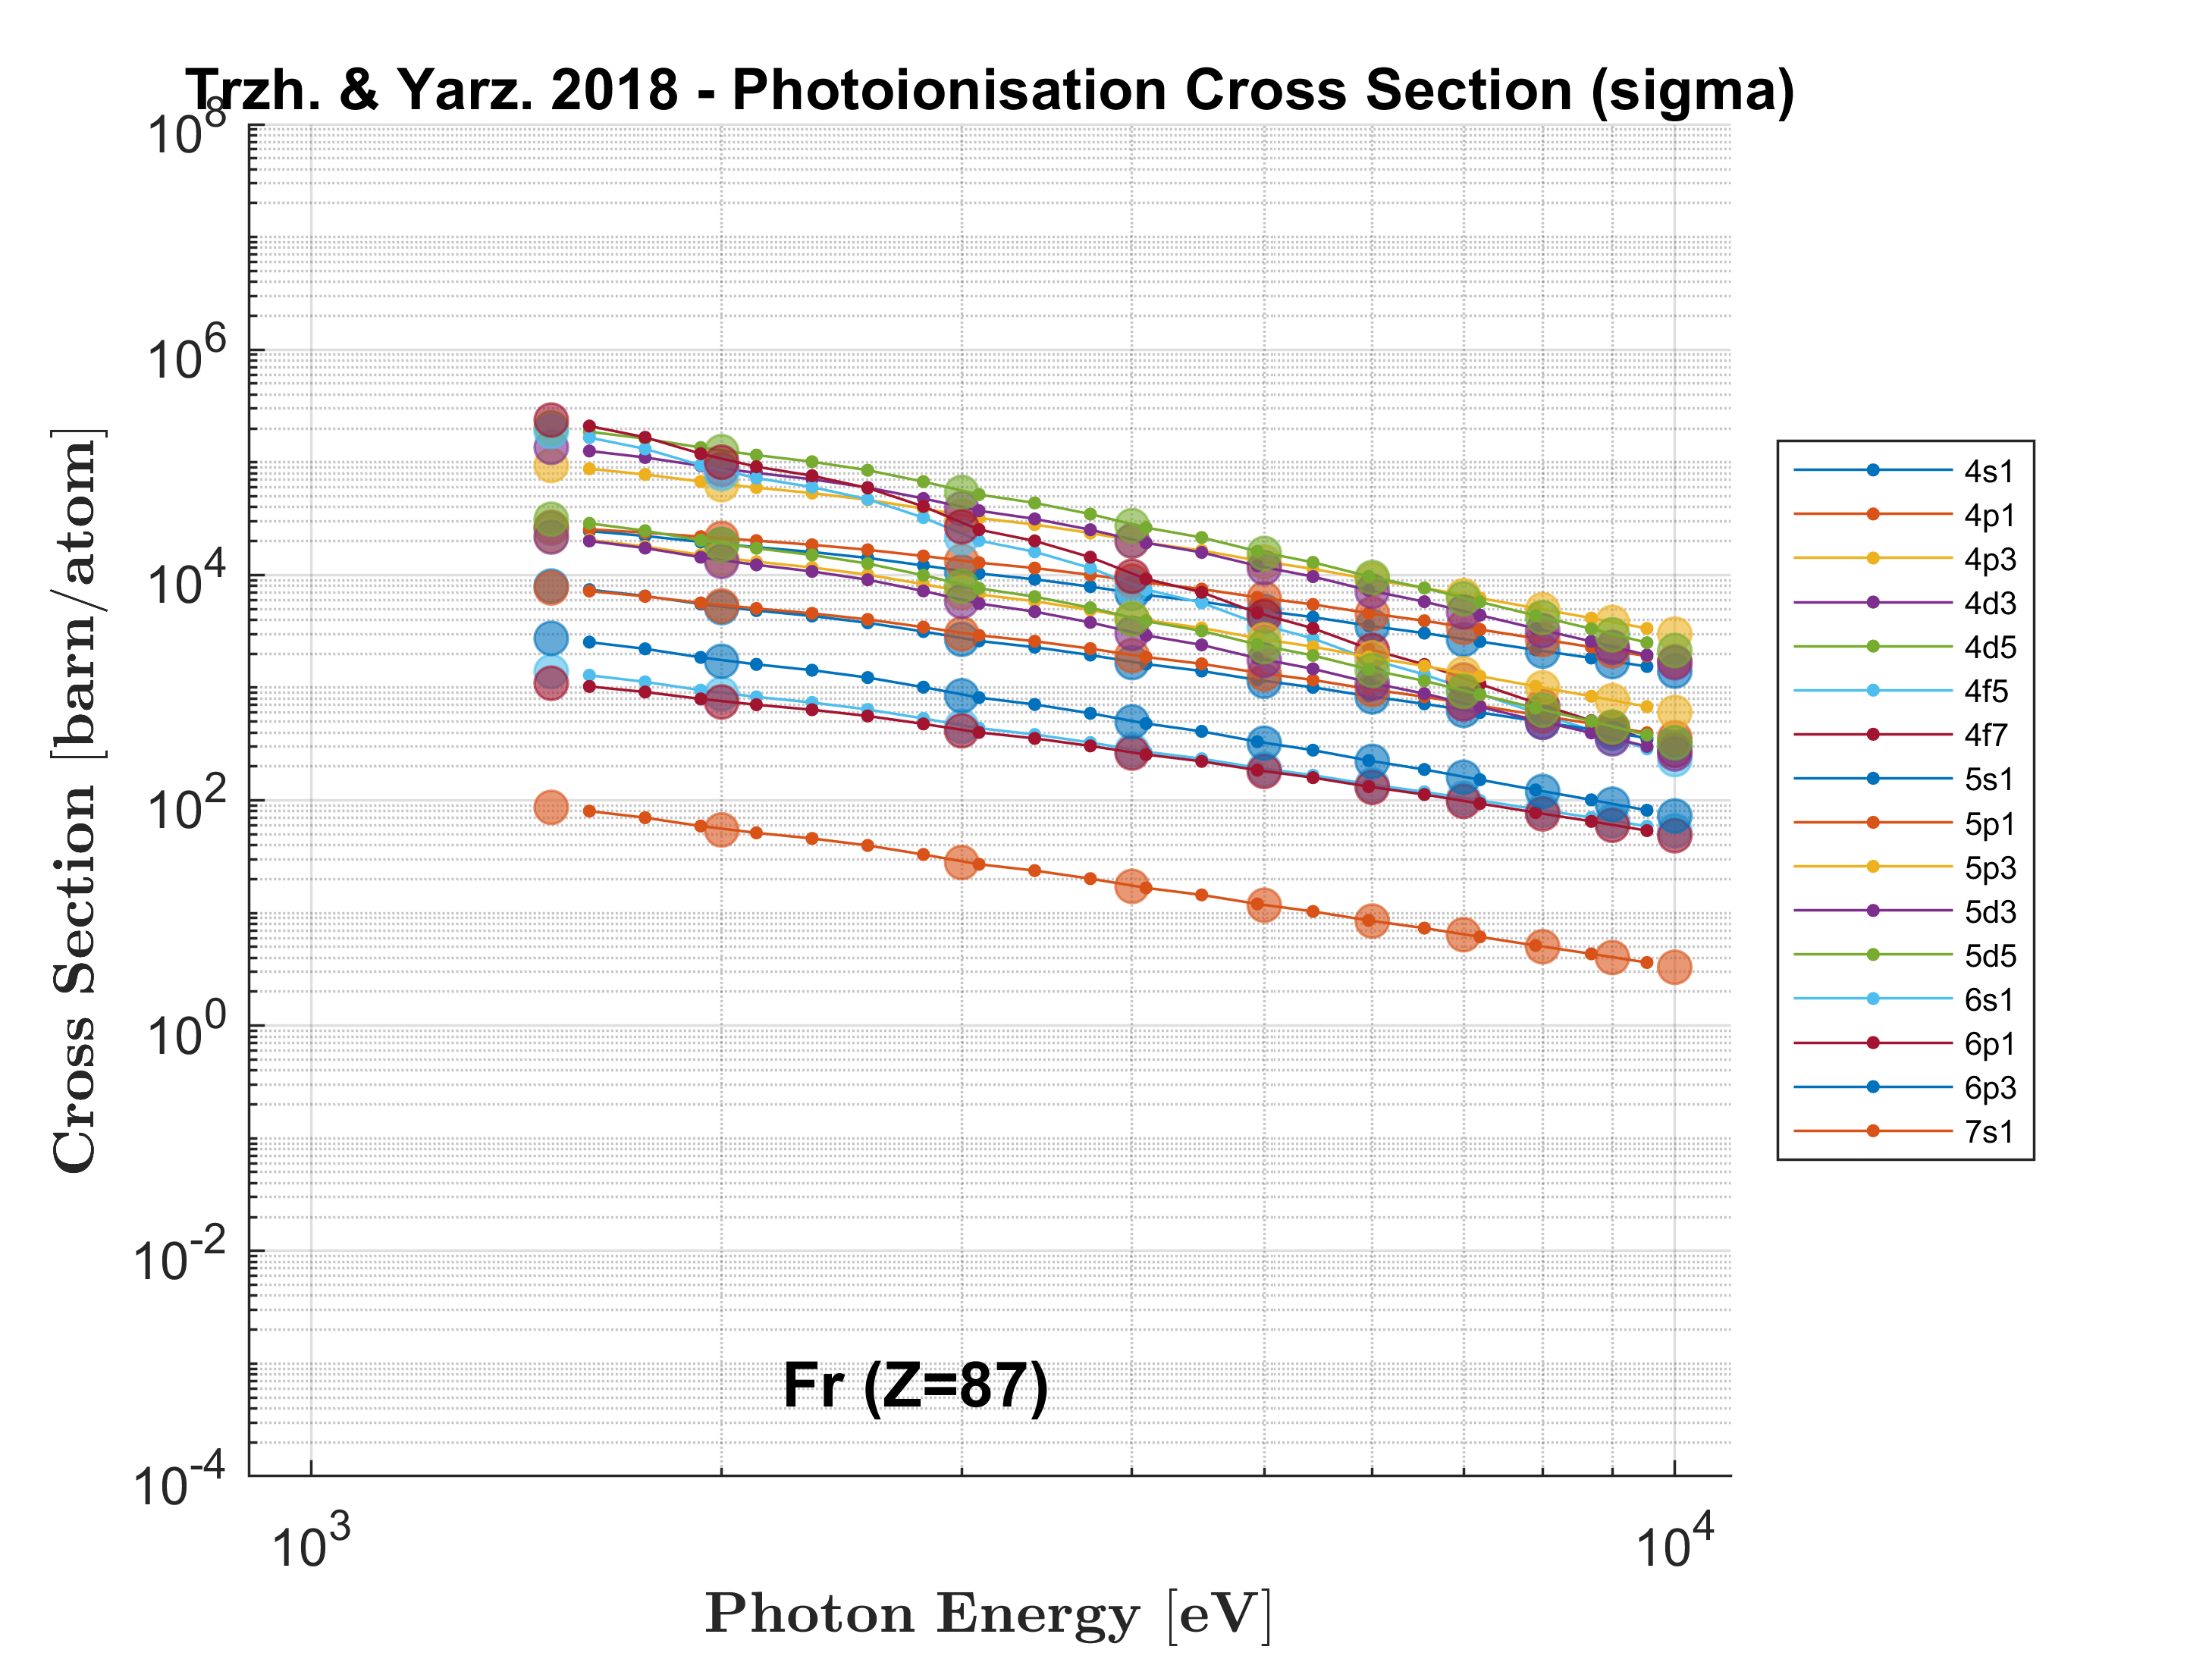 Trzh. & Yarz. 2018 - Photoionisation Cross Section (sigma)
10^8
10^6
10^4
10^2
10^0
10^-2
10^-4
Cross Section [barn/atom]
Fr (Z=87)
10^3
10^4
Photon Energy [eV]
4s1
4p1
4p3
4d3
4d5
4f5
4f7
5s1
5p1
5p3
5d3
5d5
6s1
6p1
6p3
7s1